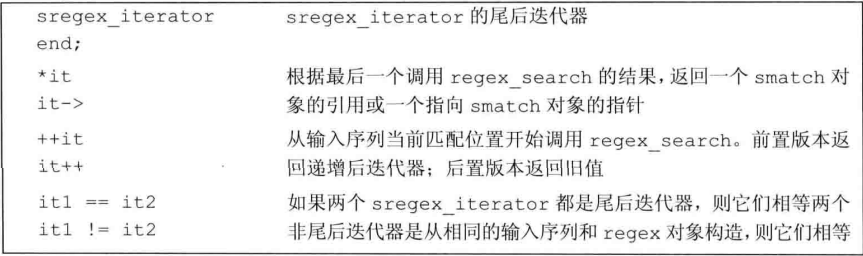 sregex_iterator sregex_iterator 的尾后迭代器
end;
*it 根据最后一个调用 regex_search 的结果，返回一个 smatch 对
it-> 象的引用或一个指向 smatch 对象的指针
++it 从输入序列当前匹配位置开始调用 regex_search。前置版本返
it++ 回递增后迭代器；后置版本返回旧值
it1 == it2 如果两个 sregex_iterator 都是尾后迭代器，则它们相等两个
it1 != it2 非尾后迭代器是从相同的输入序列和 regex 对象构造，则它们相等